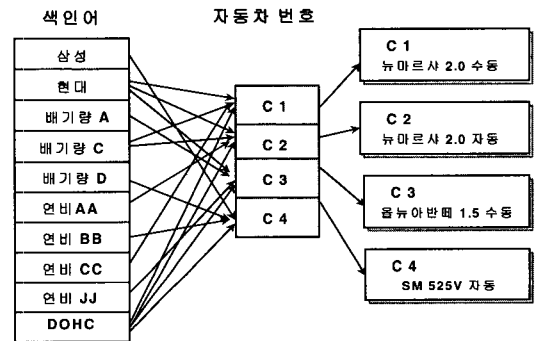 색인어
자동차 번호
삼성
현대
배기량 A
배기량 C
배기량 D
연비AA
연비 BB
연비 CC
연비 JJ
DOHC
C 1
C 2
C 3
C 4
C 1
뉴마르샤 2.0 수동
C 2
뉴마르샤 2.0 자동
C 3
올뉴아반떼 1.5 수동
C 4
SM 525V 자동